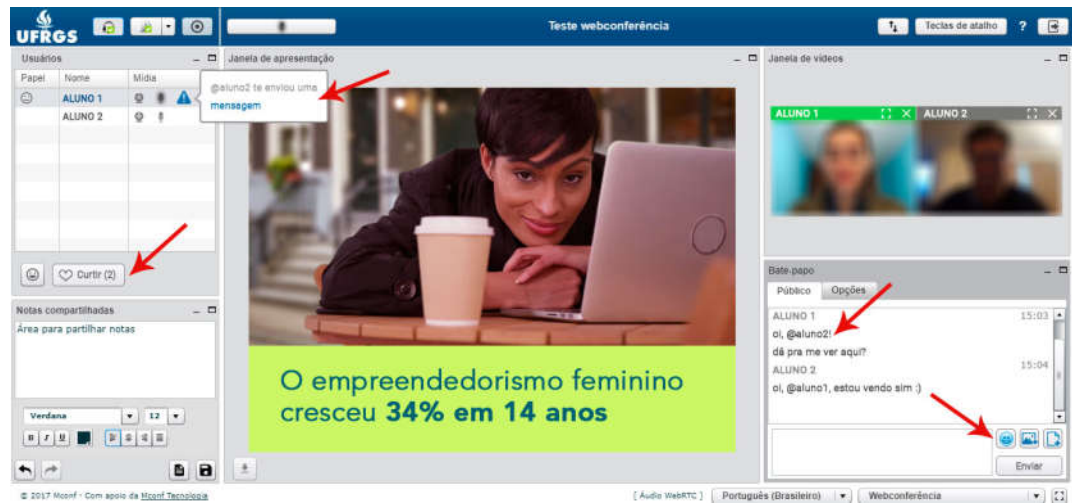 UFRGS
Teste webconferência
Teclas de atalho
?
Usuários
Papel Nome Mídia
ALUNO 1
ALUNO 2
@aluno2 te enviou uma
mensagem
Curtir (2)
Notas compartilhadas
Área para partilhar notas
Verdana 12
B I U
© 2017 Mconf - Com apoio da Mconf Tecnologia
Janela de apresentação
O empreendedorismo feminino
cresceu 34% em 14 anos
Janela de vídeos
ALUNO 1 ALUNO 2
Bate-papo
Público Opções
ALUNO 1 15:03
oi, @aluno2!
dá pra me ver aqui?
ALUNO 2 15:04
oi, @aluno1, estou vendo sim :)
Enviar
[ Áudio WebRTC ] Português (Brasileiro) Webconferência